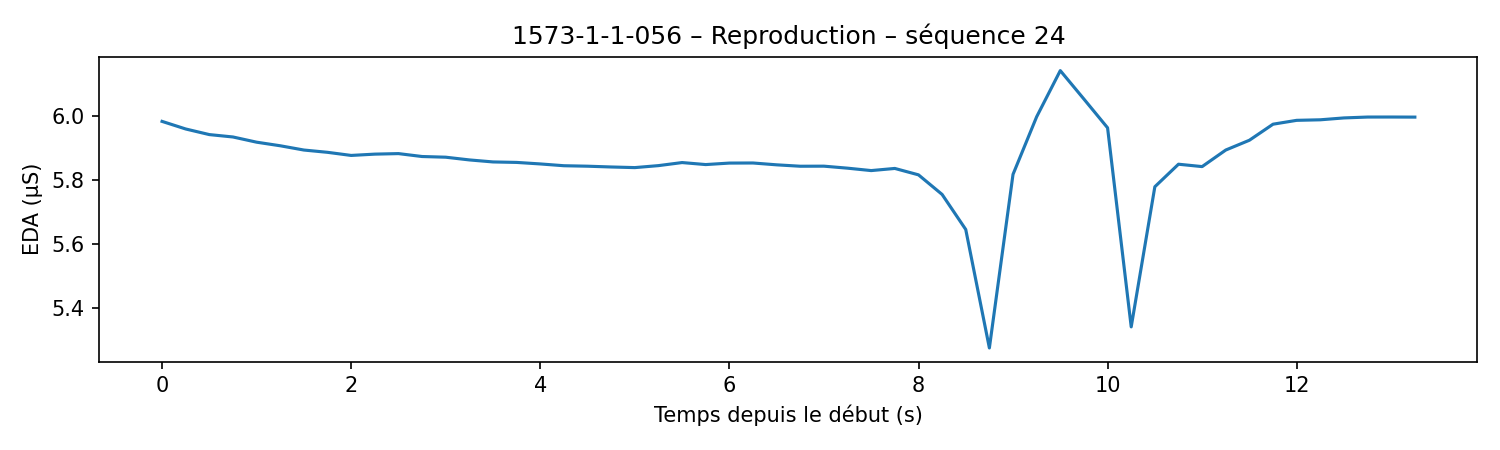 1573-1-1-056 – Reproduction – séquence 24
EDA (µS)
6.0
5.8
5.6
5.4
0 2 4 6 8 10 12
Temps depuis le début (s)